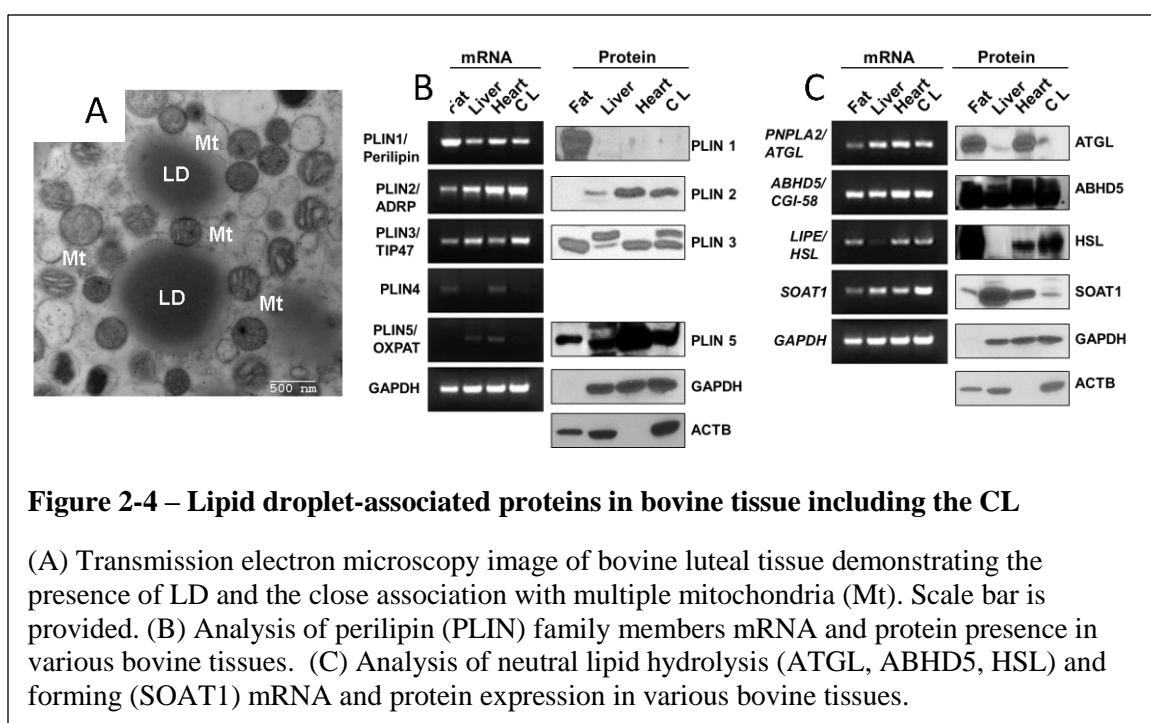 A
Mt
LD
Mt
Mt
LD
Mt
500 nm
B
mRNA
Protein
Fat
Liver
Heart
CL
Fat
Liver
Heart
CL
PLIN1/
Perilipin
PLIN 1
PLIN2/
ADRP
PLIN 2
PLIN3/
TIP47
PLIN 3
PLIN4
PLIN5/
OXPAT
PLIN 5
GAPDH
GAPDH
ACTB
C
mRNA
Protein
Fat
Liver
Heart
CL
Fat
Liver
Heart
CL
PNPLA2/
ATGL
ATGL
ABHD5/
CGI-58
ABHD5
LIPE/
HSL
HSL
SOAT1
SOAT1
GAPDH
GAPDH
ACTB
Figure 2-4 – Lipid droplet-associated proteins in bovine tissue including the CL
(A) Transmission electron microscopy image of bovine luteal tissue demonstrating the
presence of LD and the close association with multiple mitochondria (Mt). Scale bar is
provided. (B) Analysis of perilipin (PLIN) family members mRNA and protein presence in
various bovine tissues.  (C) Analysis of neutral lipid hydrolysis (ATGL, ABHD5, HSL) and
forming (SOAT1) mRNA and protein expression in various bovine tissues.